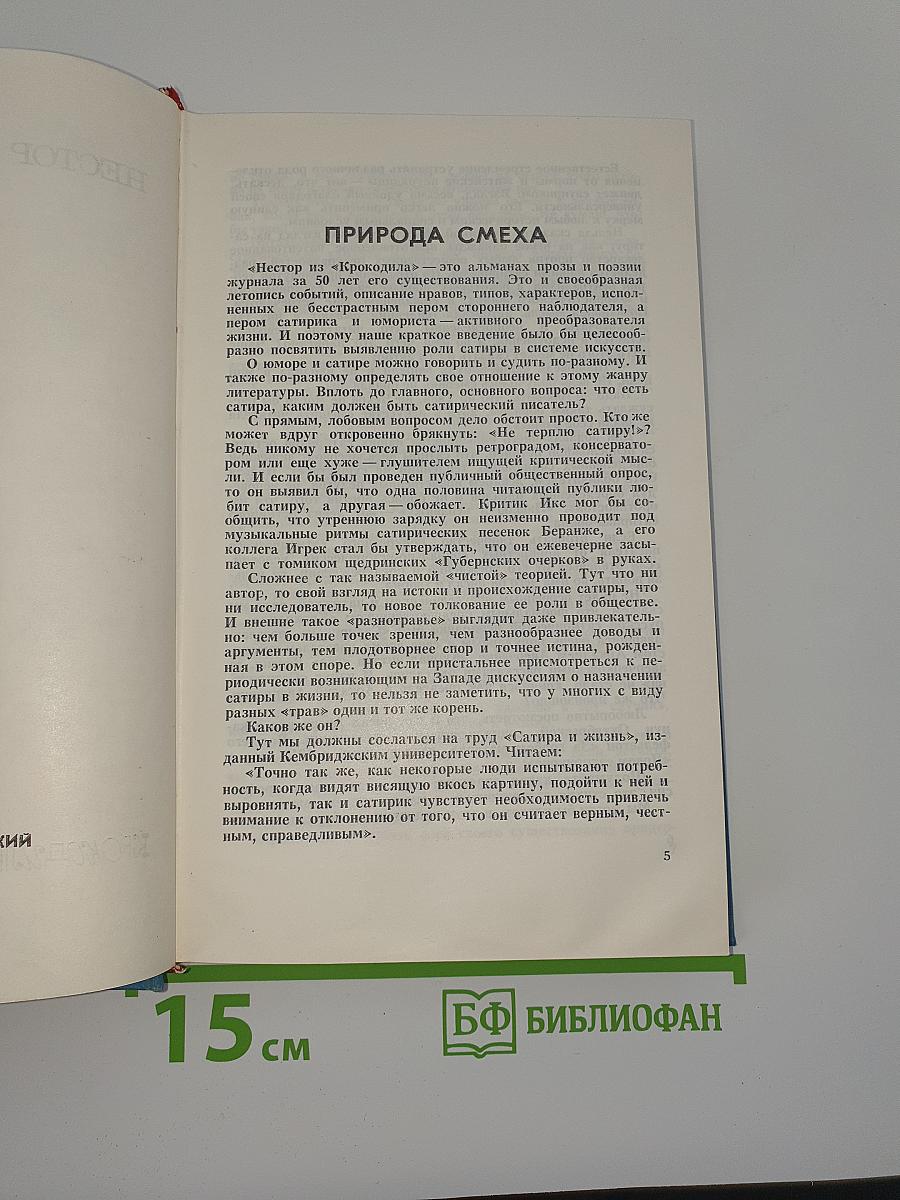 НЕСТОР
КИЙ
ПРИРОДА СМЕХА
«Нестор из «Крокодила» — это альманах прозы и поэзии
журнала за 50 лет его существования. Это и своеобразная
летопись событий, описание нравов, типов, характеров, испол-
ненных не бесстрастным пером стороннего наблюдателя, а
пером сатирика и юмориста — активного преобразователя
жизни. И поэтому наше краткое введение было бы целесооб-
разно посвятить выявлению роли сатиры в системе искусств.
О юморе и сатире можно говорить и судить по-разному. И
также по-разному определять свое отношение к этому жанру
литературы. Вплоть до главного, основного вопроса: что есть
сатира, каким должен быть сатирический писатель?
С прямым, лобовым вопросом дело обстоит просто. Кто же
может вдруг откровенно брякнуть: «Не терплю сатиру!»?
Ведь никому не хочется прослыть ретроградом, консервато-
ром или еще хуже — глушителем ищущей критической мыс-
ли. И если бы был проведен публичный общественный опрос,
то он выявил бы, что одна половина читающей публики лю-
бит сатиру, а другая — обожает. Критик Икс мог бы со-
общить, что утреннюю зарядку он неизменно проводит под
музыкальные ритмы сатирических песенок Беранже, а его
коллега Игрек стал бы утверждать, что он ежевечерне засы-
пает с томиком щедринских «Губернских очерков» в руках.
Сложнее с так называемой «чистой» теорией. Тут что ни
автор, то свой взгляд на истоки и происхождение сатиры, что
ни исследователь, то новое толкование ее роли в обществе.
И внешне такое «разнотравье» выглядит даже привлекатель-
но: чем больше точек зрения, чем разнообразнее доводы и
аргументы, тем плодотворнее спор и точнее истина, рожден-
ная в этом споре. Но если пристальнее присмотреться к пе-
риодически возникающим на Западе дискуссиям о назначении
сатиры в жизни, то нельзя не заметить, что у многих с виду
разных «трав» один и тот же корень.
Каков же он?
Тут мы должны сослаться на труд «Сатира и жизнь», из-
данный Кембриджским университетом. Читаем:
«Точно так же, как некоторые люди испытывают потреб-
ность, когда видят висящую вкось картину, подойти к ней и
выровнять, так и сатирик чувствует необходимость привлечь
внимание к отклонению от того, что он считает верным, чест-
ным, справедливым».
5
15 см
БФ БИБЛИОФАН